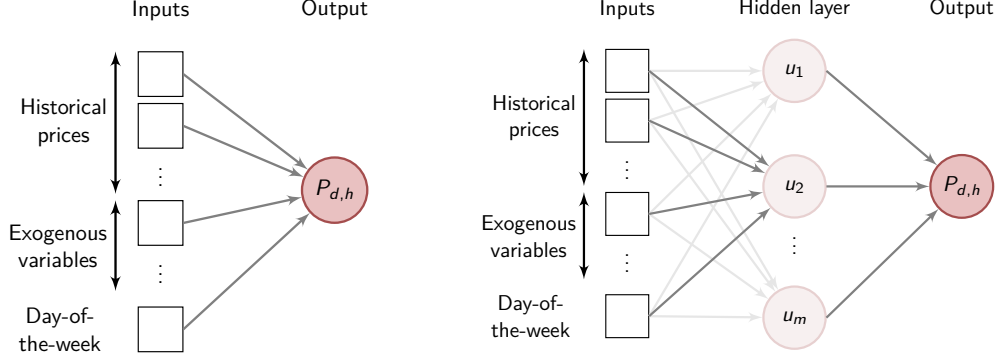 Inputs
Output
Historical
prices
⋮
Exogenous
variables
⋮
Day-of-
the-week
P_{d,h}
Inputs
Hidden layer
Output
Historical
prices
⋮
Exogenous
variables
⋮
Day-of-
the-week
u_1
u_2
⋮
u_m
P_{d,h}